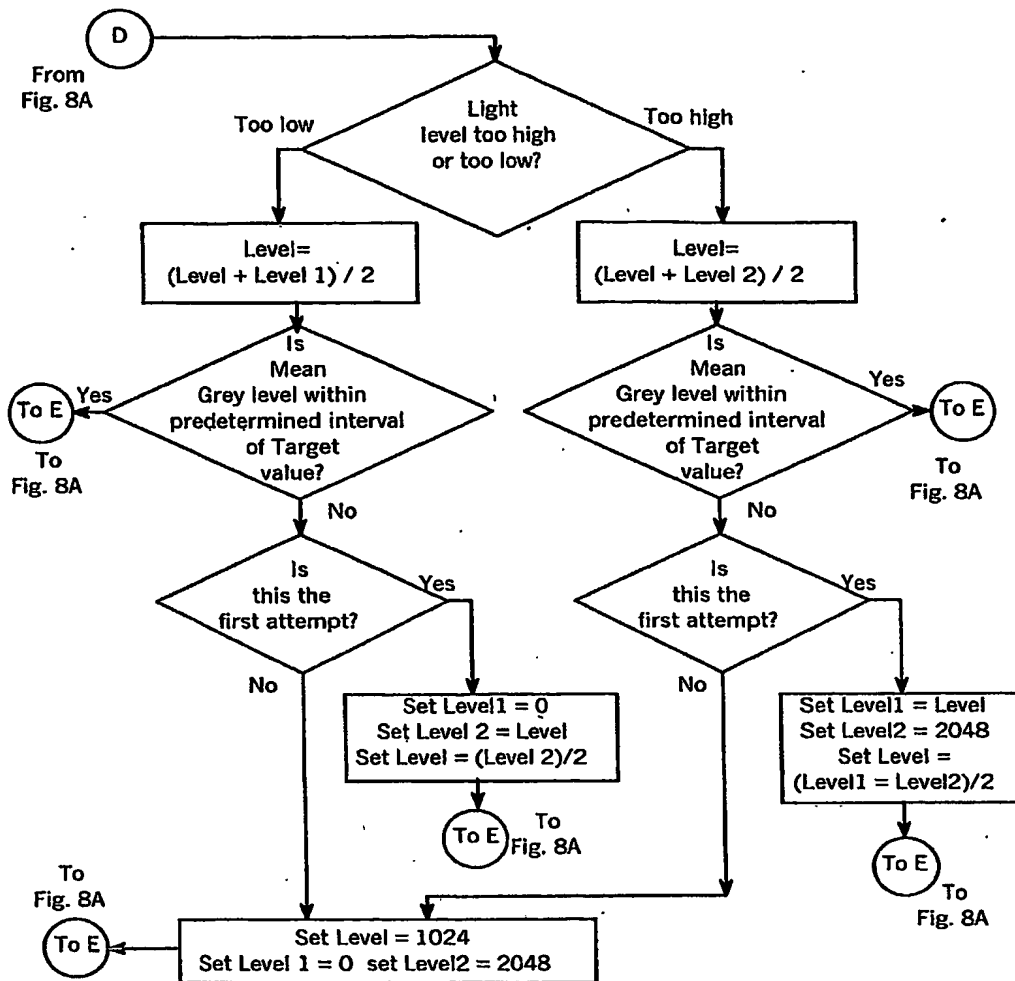 D
From
Fig. 8A
Light
level too high
or too low?
Too low
Too high
Level=
(Level + Level 1) / 2
Level=
(Level + Level 2) / 2
Is
Mean
Grey level within
predetermined interval
of Target
value?
Yes
To E
To
Fig. 8A
No
Is
Mean
Grey level within
predetermined interval
of Target
value?
Yes
To E
To
Fig. 8A
No
Is
this the
first attempt?
Yes
No
Is
this the
first attempt?
Yes
No
Set Level1 = 0
Set Level 2 = Level
Set Level = (Level 2)/2
To E
To
Fig. 8A
Set Level1 = Level
Set Level2 = 2048
Set Level =
(Level1 = Level2)/2
To E
To
Fig. 8A
To
Fig. 8A
To E
Set Level = 1024
Set Level 1 = 0 set Level2 = 2048